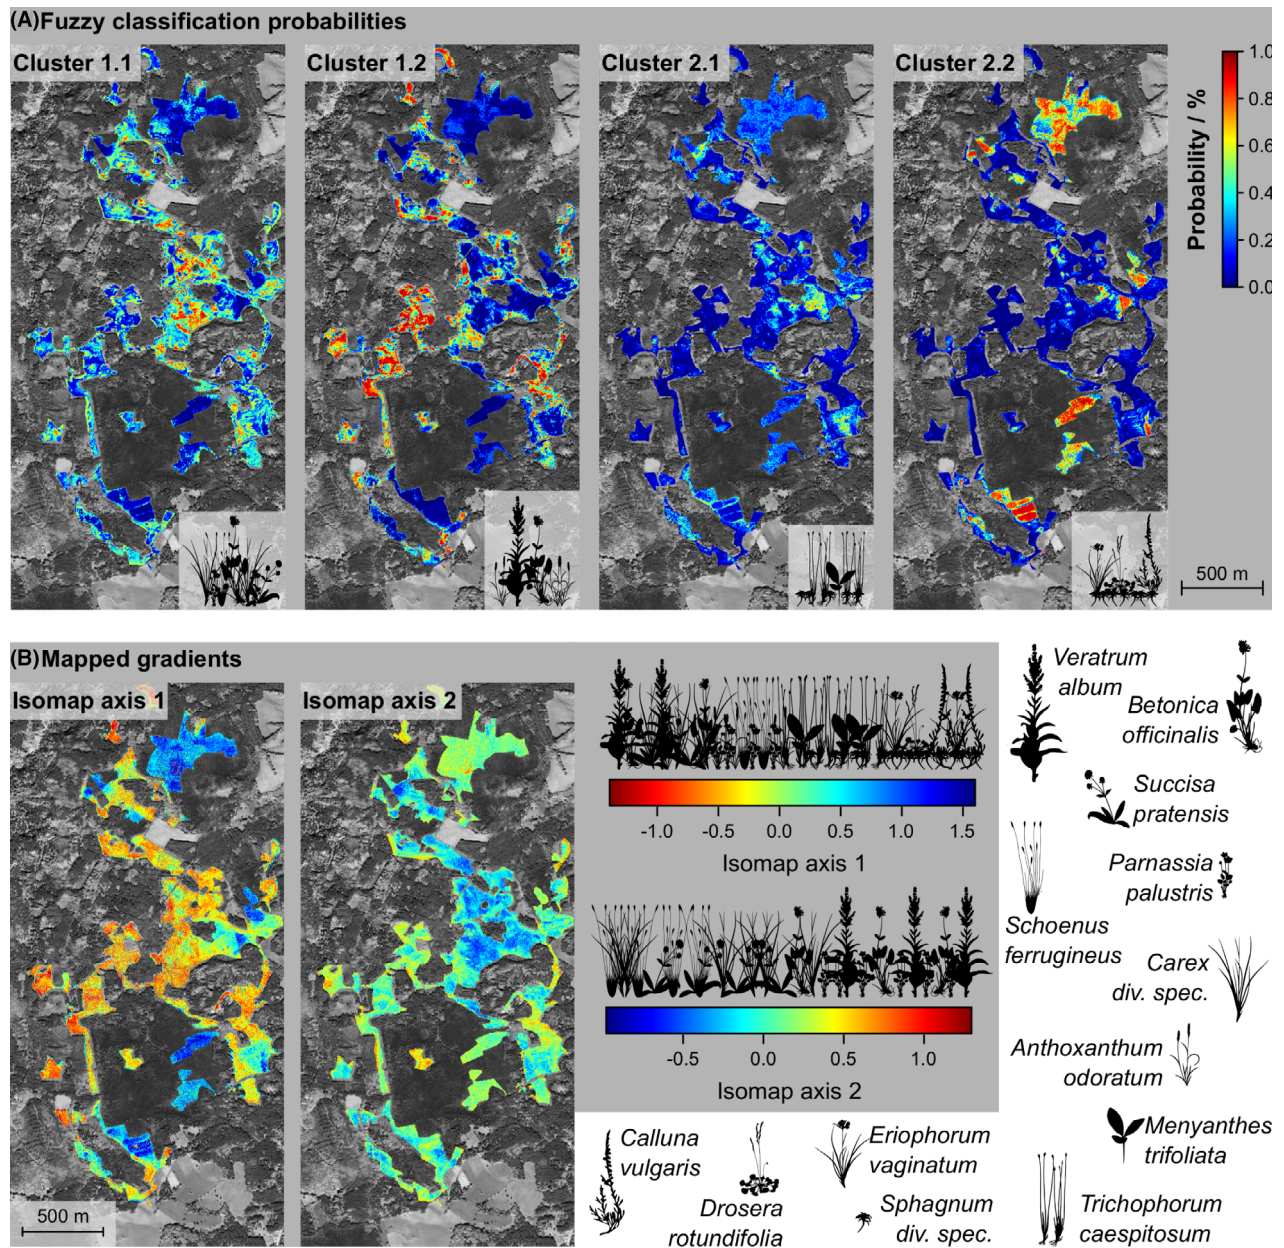 (A) Fuzzy classification probabilities
Cluster 1.1
Cluster 1.2
Cluster 2.1
Cluster 2.2
1.0
0.8
0.6
0.4
0.2
0.0
Probability / %
500 m
(B) Mapped gradients
Isomap axis 1
Isomap axis 2
500 m
-1.0 -0.5 0.0 0.5 1.0 1.5
Isomap axis 1
-0.5 0.0 0.5 1.0
Isomap axis 2
Veratrum
album
Betonica
officinalis
Succisa
pratensis
Parnassia
palustris
Schoenus
ferrugineus
Carex
div. spec.
Anthoxanthum
odoratum
Menyanthes
trifoliata
Calluna
vulgaris
Drosera
rotundifolia
Eriophorum
vaginatum
Sphagnum
div. spec.
Trichophorum
caespitosum